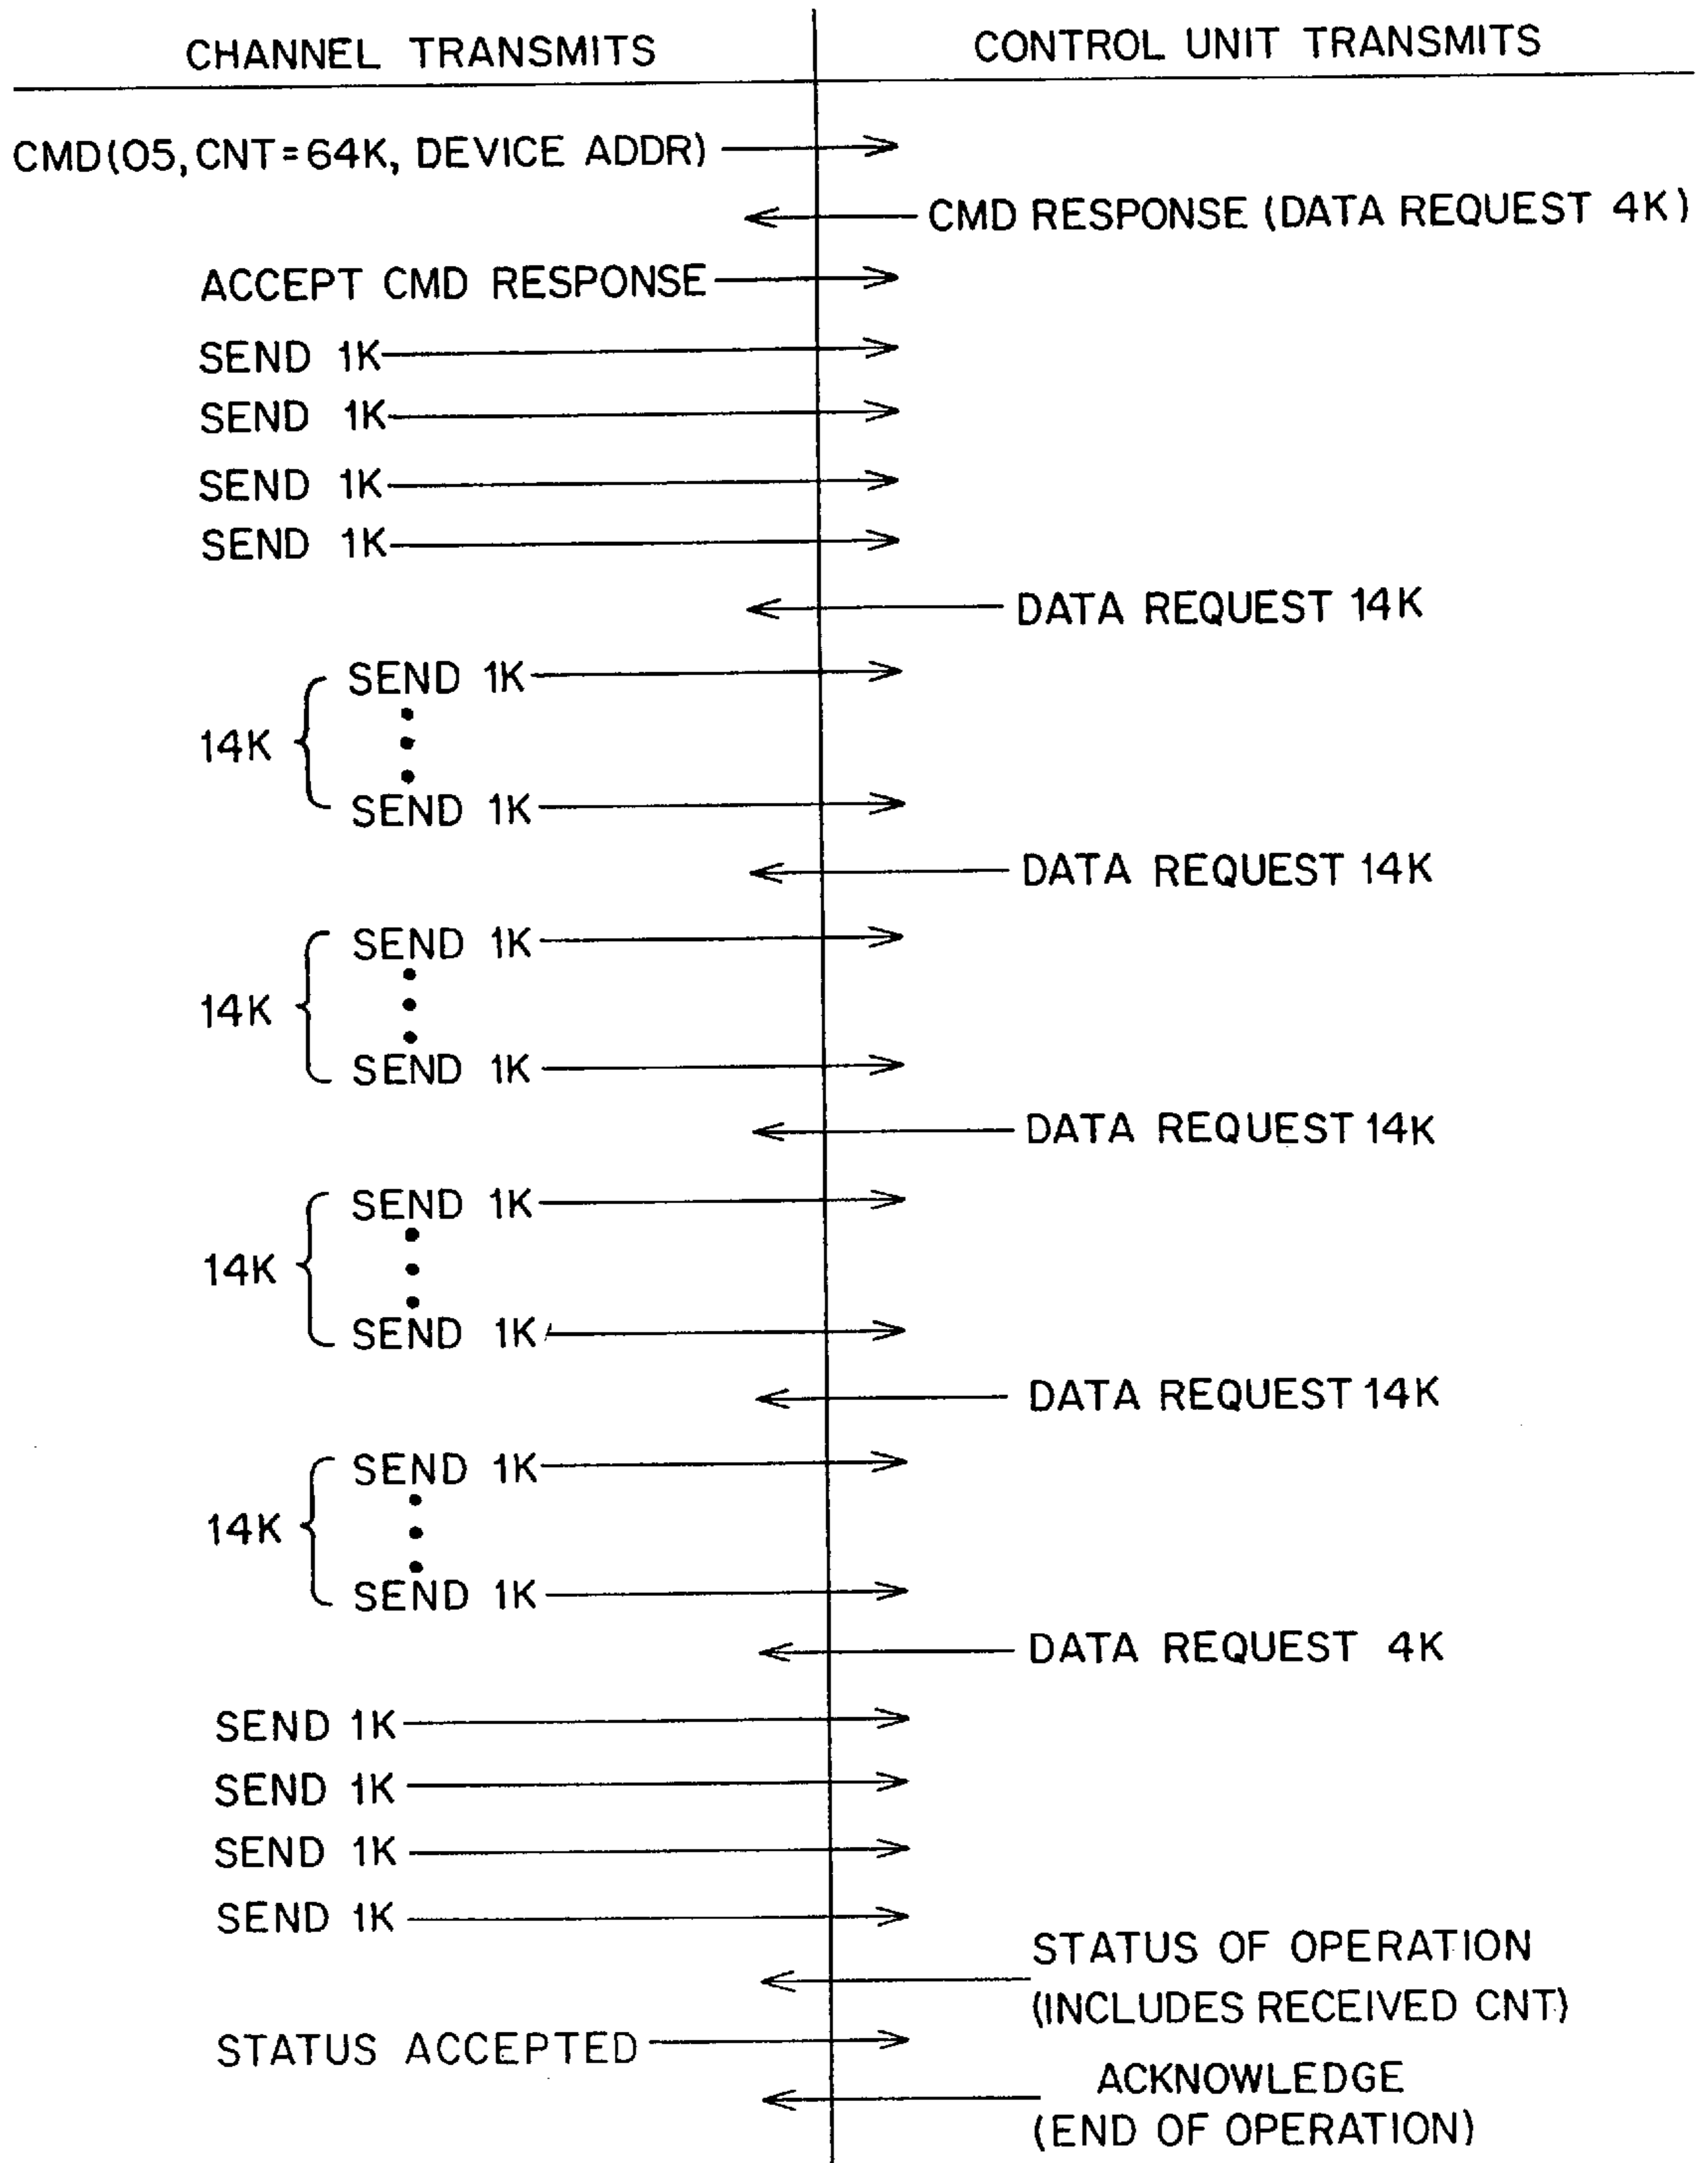 CHANNEL TRANSMITS
CONTROL UNIT TRANSMITS
CMD(05, CNT=64K, DEVICE ADDR)
CMD RESPONSE (DATA REQUEST 4K)
ACCEPT CMD RESPONSE
SEND 1K
SEND 1K
SEND 1K
SEND 1K
DATA REQUEST 14K
SEND 1K
14K
SEND 1K
DATA REQUEST 14K
SEND 1K
14K
SEND 1K
DATA REQUEST 14K
SEND 1K
14K
SEND 1K
DATA REQUEST 14K
SEND 1K
14K
SEND 1K
DATA REQUEST 4K
SEND 1K
SEND 1K
SEND 1K
SEND 1K
STATUS OF OPERATION
(INCLUDES RECEIVED CNT)
STATUS ACCEPTED
ACKNOWLEDGE
(END OF OPERATION)